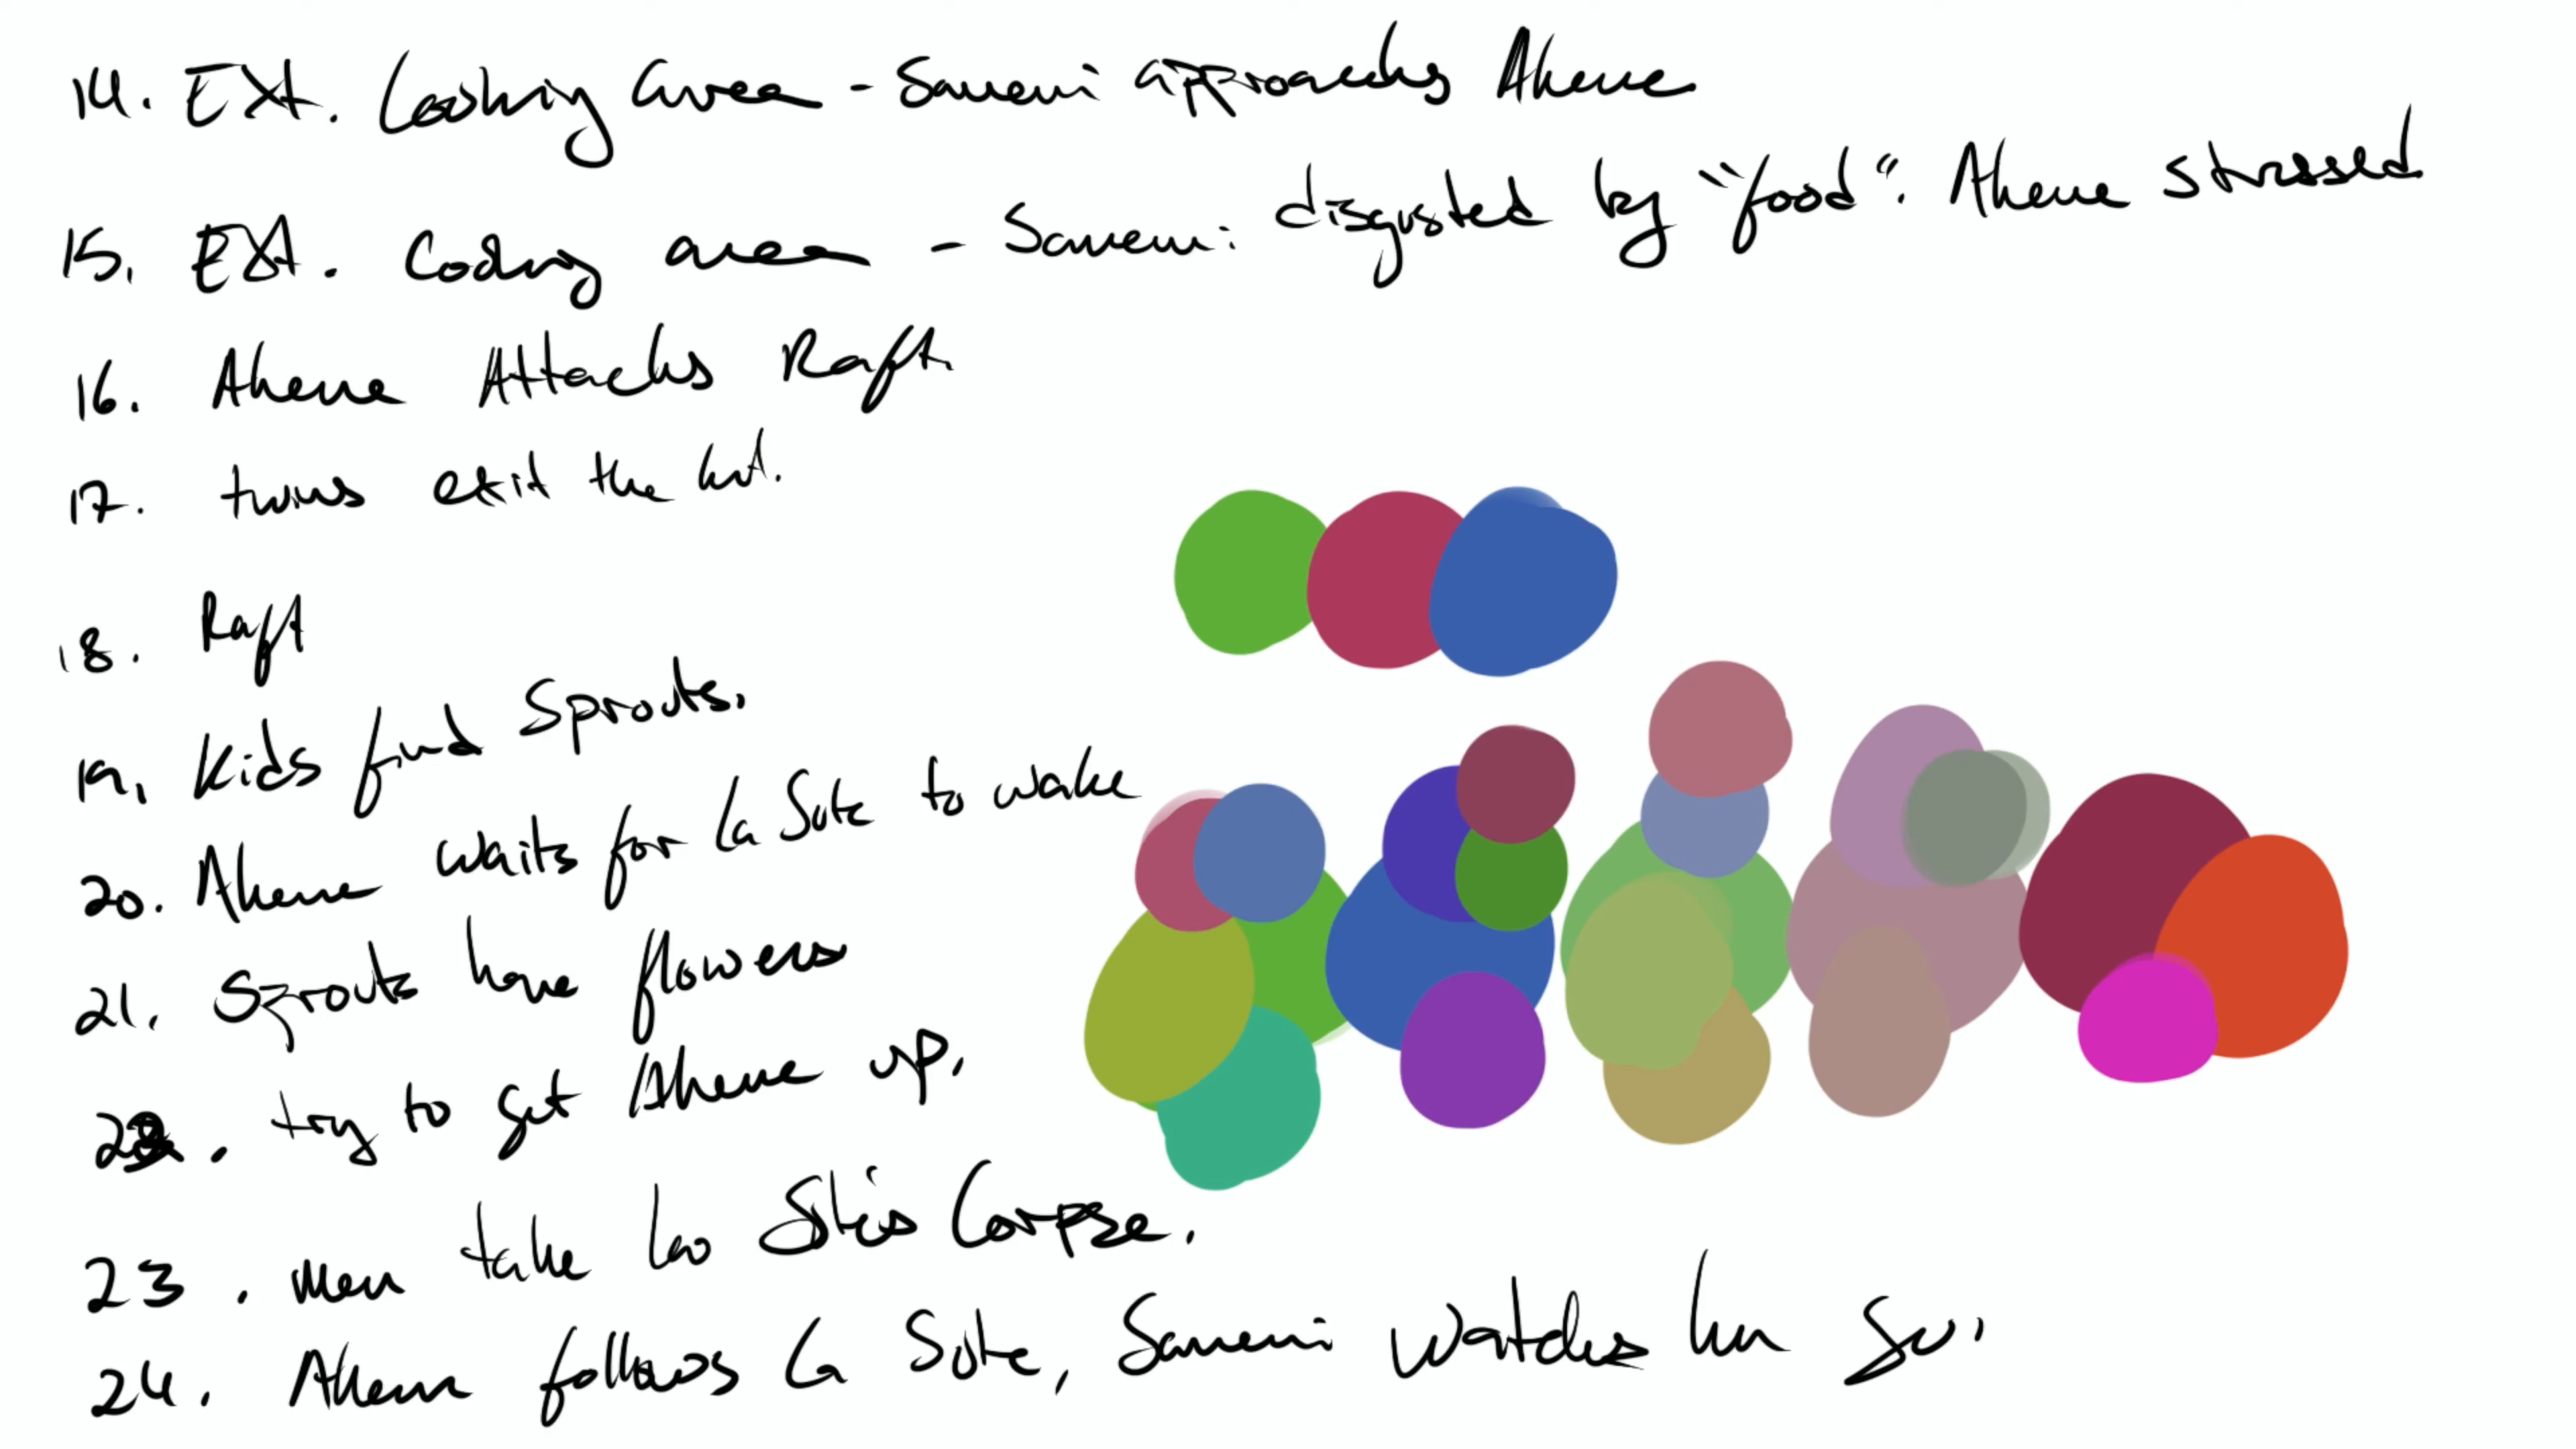 14. EXT. Cooking area - Saveni approaches Ahene
15. EXT. Cooking area - Saveni disgusted by "food". Ahene stressed
16. Ahene Attacks Raft.
17. twins exit the hut.
18. Raft
19. Kids find Sprouts.
20. Ahene waits for La Sote to wake
21. Sprouts have flowers
22. try to get Ahene up.
23. men take La Corpse.
24. Ahene follows La Sote, Saveni watches her go.